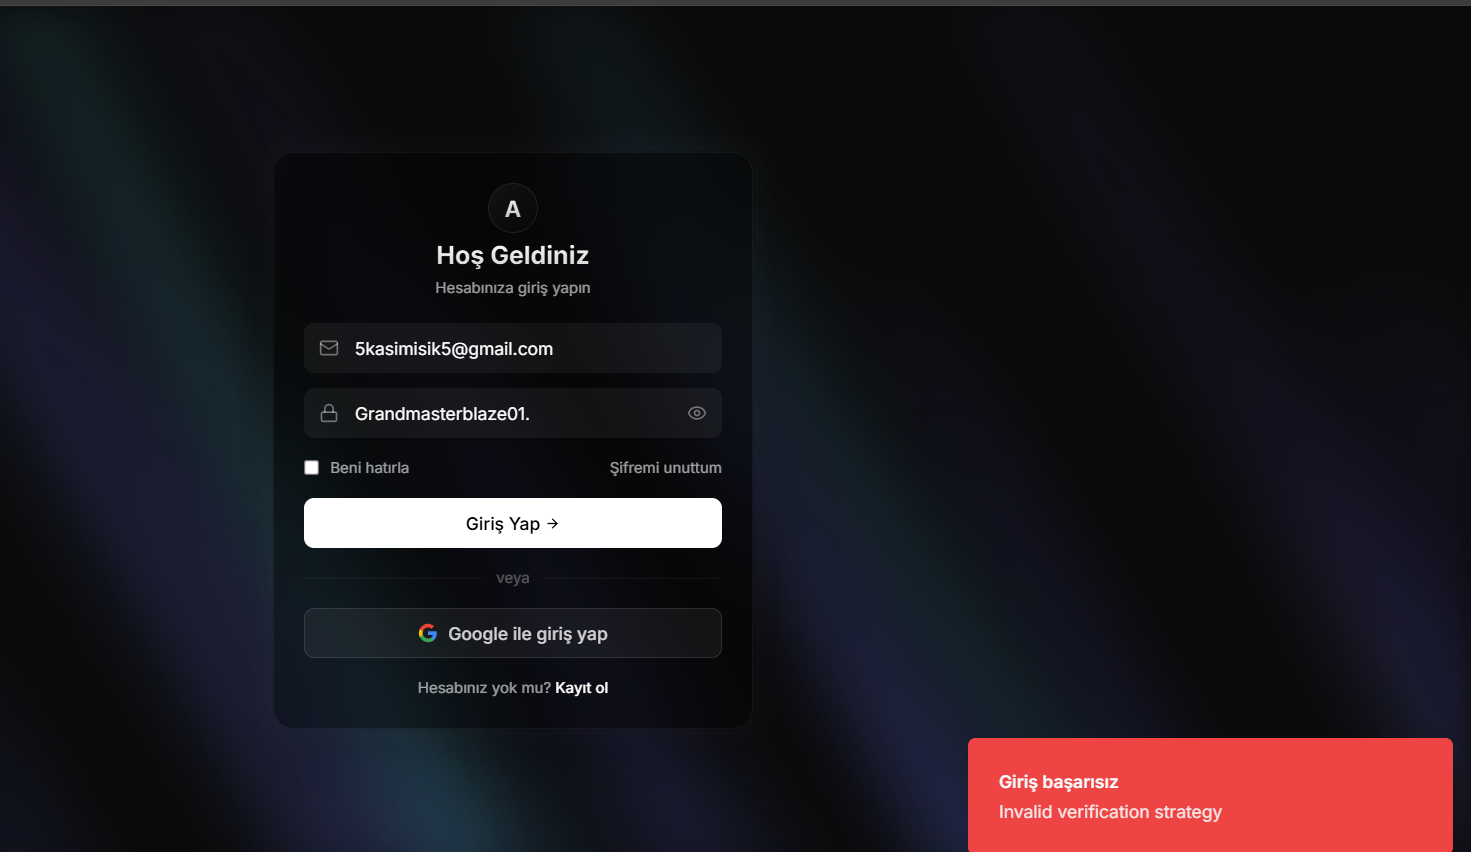 A
Hoş Geldiniz
Hesabınıza giriş yapın
5kasimisik5@gmail.com
Grandmasterblaze01.
Beni hatırla
Şifremi unuttum
Giriş Yap →
veya
Google ile giriş yap
Hesabınız yok mu? Kayıt ol
Giriş başarısız
Invalid verification strategy